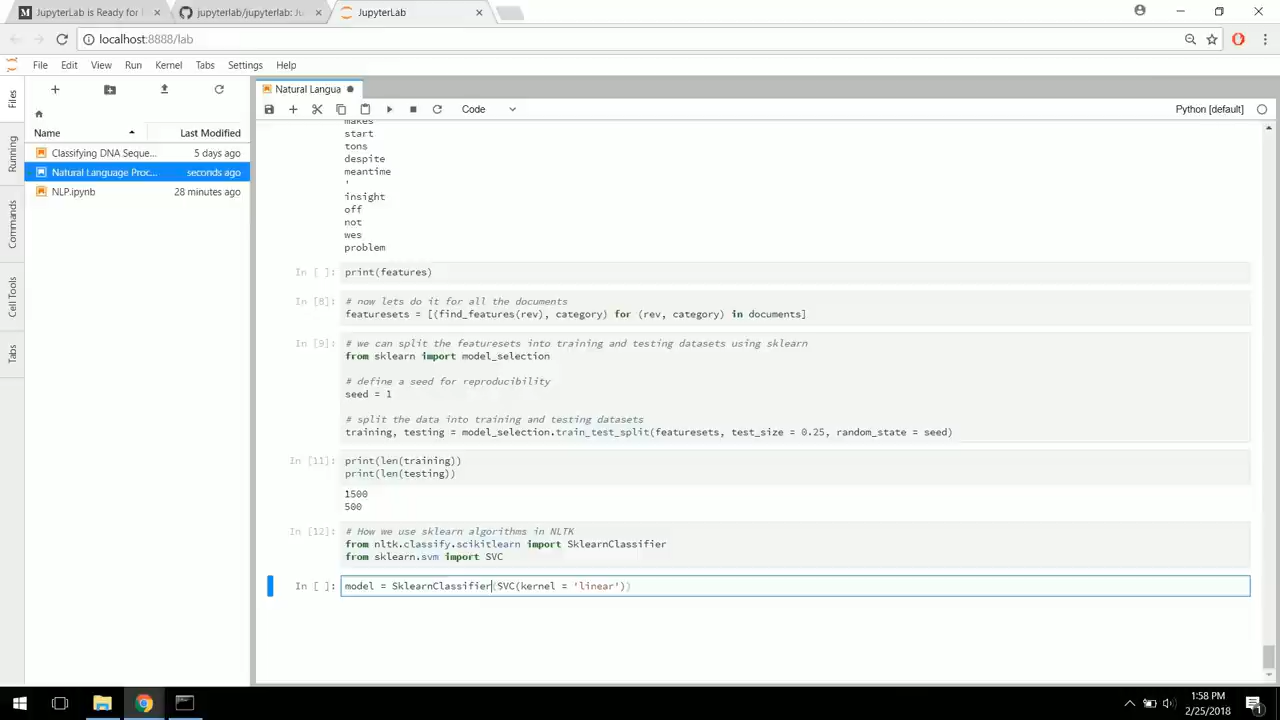 JupyterLab is Ready for
jupyterlab/jupyterlab: Ju
JupyterLab
localhost:8888/lab
File Edit View Run Kernel Tabs Settings Help
Natural Langua
Code
Python [default]
Files
Running
Commands
Cell Tools
Tabs
Name Last Modified
Classifying DNA Seque... 5 days ago
Natural Language Proc... seconds ago
NLP.ipynb 28 minutes ago
makes
start
tons
despite
meantime
'
insight
off
not
wes
problem
In [ ]: print(features)
In [8]: # now lets do it for all the documents
featuresets = [(find_features(rev), category) for (rev, category) in documents]
In [9]: # we can split the featuresets into training and testing datasets using sklearn
from sklearn import model_selection
# define a seed for reproducibility
seed = 1
# split the data into training and testing datasets
training, testing = model_selection.train_test_split(featuresets, test_size = 0.25, random_state = seed)
In [11]: print(len(training))
print(len(testing))
1500
500
In [12]: # How we use sklearn algorithms in NLTK
from nltk.classify.scikitlearn import SklearnClassifier
from sklearn.svm import SVC
In [ ]: model = SklearnClassifier(SVC(kernel = 'linear'))
1:58 PM
2/25/2018
1